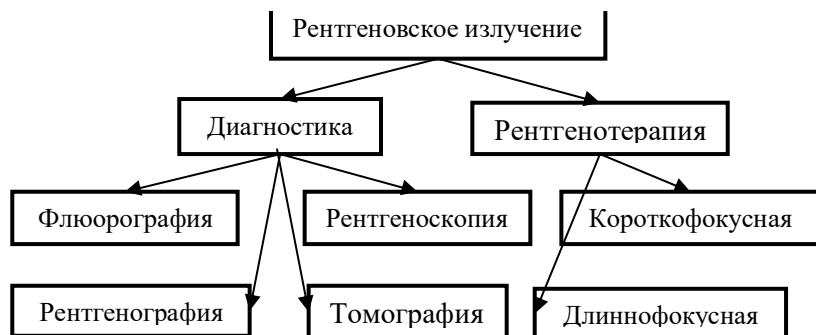 Рентгеновское излучение
Диагностика
Рентгенотерапия
Флюорография
Рентгеноскопия
Короткофокусная
Рентгенография
Томография
Длиннофокусная